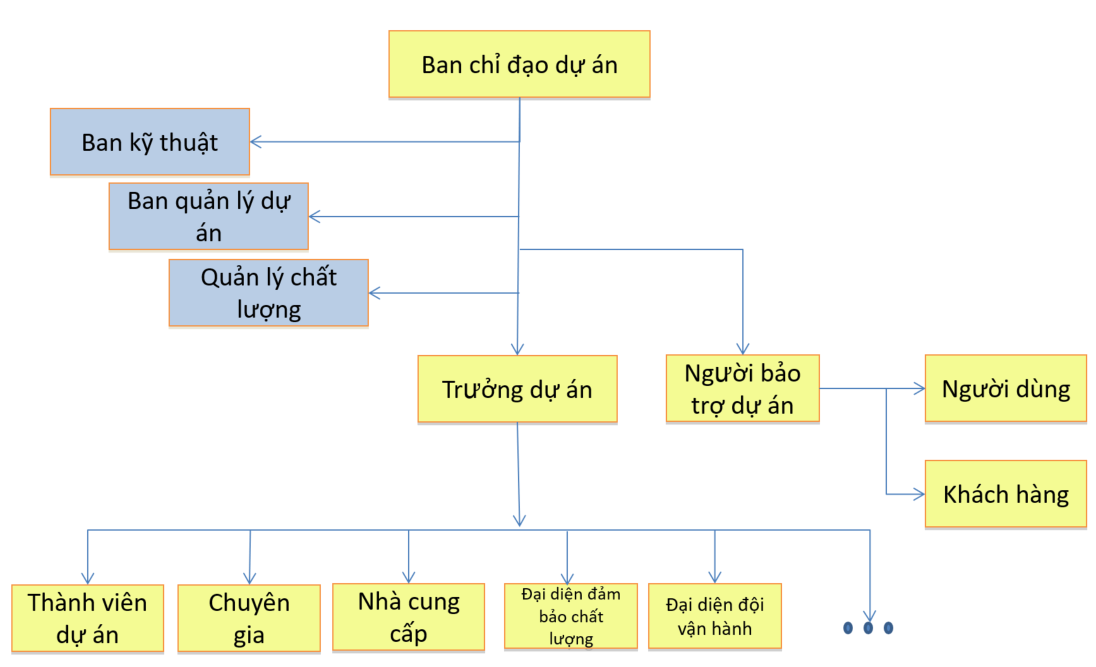 Ban chỉ đạo dự án
Ban kỹ thuật
Ban quản lý dự
án
Quản lý chất
lượng
Trưởng dự án
Người bảo
trợ dự án
Người dùng
Khách hàng
Thành viên
dự án
Chuyên
gia
Nhà cung
cấp
Đại diện đảm
bảo chất
lượng
Đại diện đội
vận hành